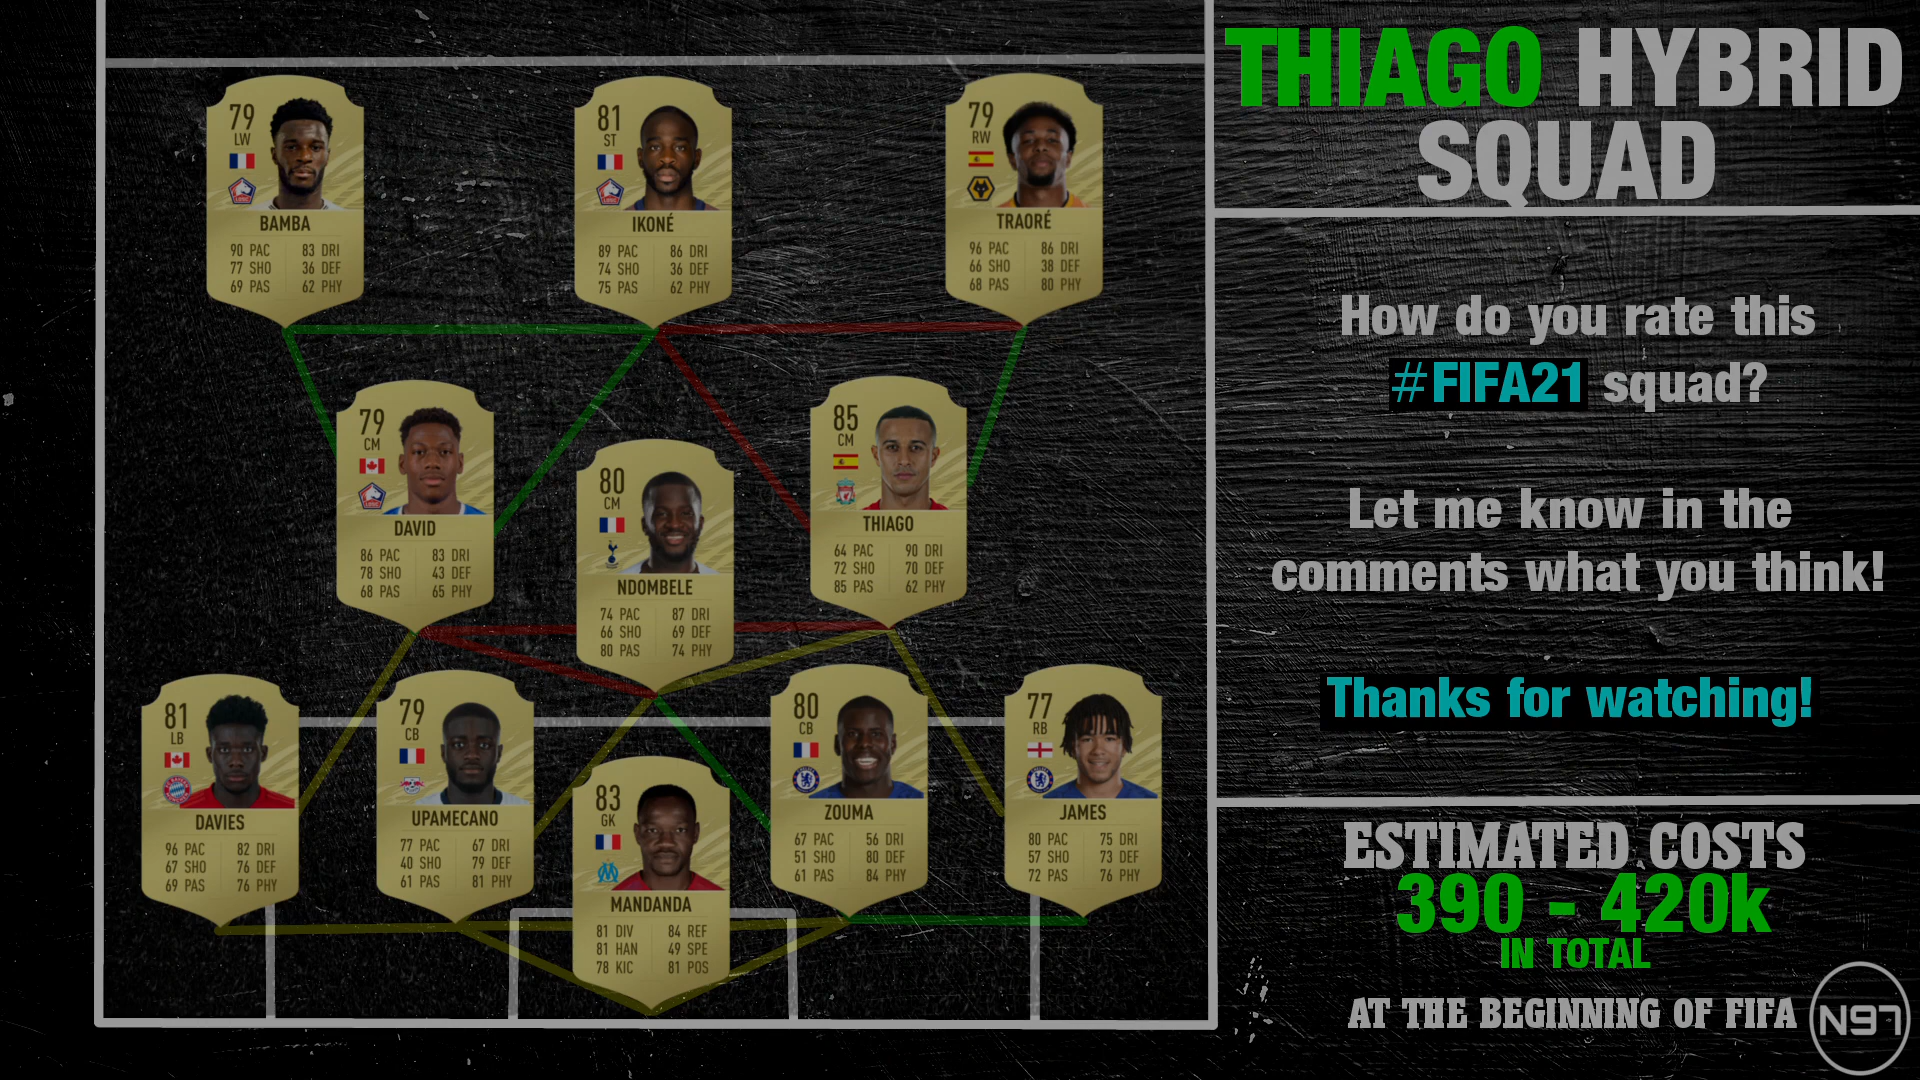 THIAGO HYBRID
SQUAD
How do you rate this
#FIFA21 squad?
Let me know in the
comments what you think!
Thanks for watching!
ESTIMATED COSTS
390 - 420k
IN TOTAL
AT THE BEGINNING OF FIFA
N97
79
LW
BAMBA
90 PAC 83 DRI
77 SHO 36 DEF
69 PAS 62 PHY
81
ST
IKONÉ
89 PAC 86 DRI
74 SHO 36 DEF
75 PAS 62 PHY
79
RW
TRAORÉ
96 PAC 86 DRI
66 SHO 38 DEF
68 PAS 80 PHY
79
CM
DAVID
86 PAC 83 DRI
78 SHO 43 DEF
68 PAS 65 PHY
80
CM
NDOMBELE
74 PAC 87 DRI
66 SHO 69 DEF
80 PAS 74 PHY
85
CM
THIAGO
64 PAC 90 DRI
72 SHO 70 DEF
85 PAS 62 PHY
81
LB
DAVIES
96 PAC 82 DRI
67 SHO 76 DEF
69 PAS 76 PHY
79
CB
UPAMECANO
77 PAC 67 DRI
40 SHO 79 DEF
61 PAS 81 PHY
83
GK
MANDANDA
81 DIV 84 REF
81 HAN 49 SPE
78 KIC 81 POS
80
CB
ZOUMA
67 PAC 56 DRI
51 SHO 80 DEF
61 PAS 84 PHY
77
RB
JAMES
80 PAC 75 DRI
57 SHO 73 DEF
72 PAS 76 PHY